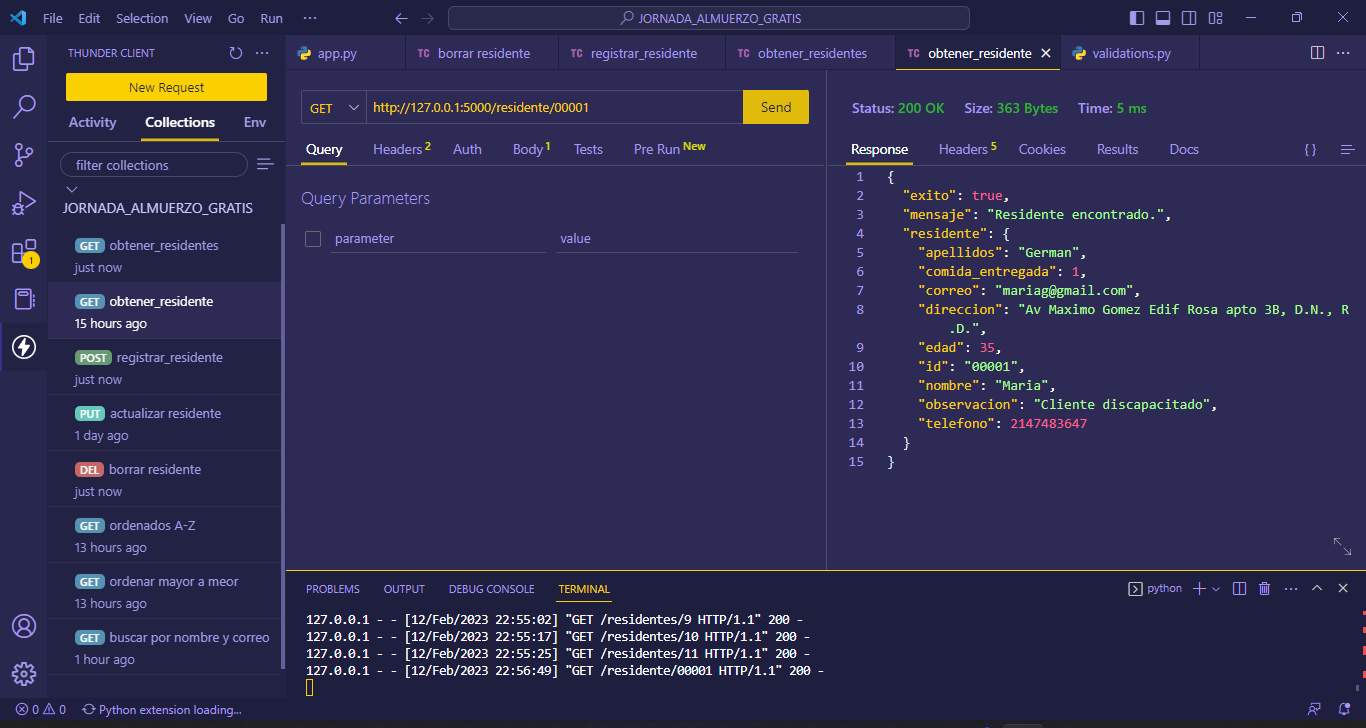 File Edit Selection View Go Run ···
JORNADA_ALMUERZO_GRATIS
THUNDER CLIENT
New Request
Activity Collections Env
filter collections
JORNADA_ALMUERZO_GRATIS
GET obtener_residentes
just now
GET obtener_residente
15 hours ago
POST registrar_residente
just now
PUT actualizar residente
1 day ago
DEL borrar residente
just now
GET ordenados A-Z
13 hours ago
GET ordenar mayor a meor
13 hours ago
GET buscar por nombre y correo
1 hour ago
1
app.py
TC borrar residente
TC registrar_residente
TC obtener_residentes
TC obtener_residente
validations.py
GET http://127.0.0.1:5000/residente/00001 Send
Query Headers 2 Auth Body 1 Tests Pre Run New
Query Parameters
parameter value
Status: 200 OK Size: 363 Bytes Time: 5 ms
Response Headers 5 Cookies Results Docs { }
1 {
2 "exito": true,
3 "mensaje": "Residente encontrado.",
4 "residente": {
5 "apellidos": "German",
6 "comida_entregada": 1,
7 "correo": "mariag@gmail.com",
8 "direccion": "Av Maximo Gomez Edif Rosa apto 3B, D.N., R
.D.",
9 "edad": 35,
10 "id": "00001",
11 "nombre": "Maria",
12 "observacion": "Cliente discapacitado",
13 "telefono": 2147483647
14 }
15 }
PROBLEMS OUTPUT DEBUG CONSOLE TERMINAL
python
127.0.0.1 - - [12/Feb/2023 22:55:02] "GET /residentes/9 HTTP/1.1" 200 -
127.0.0.1 - - [12/Feb/2023 22:55:17] "GET /residentes/10 HTTP/1.1" 200 -
127.0.0.1 - - [12/Feb/2023 22:55:25] "GET /residentes/11 HTTP/1.1" 200 -
127.0.0.1 - - [12/Feb/2023 22:56:49] "GET /residente/00001 HTTP/1.1" 200 -
0 0 Python extension loading...